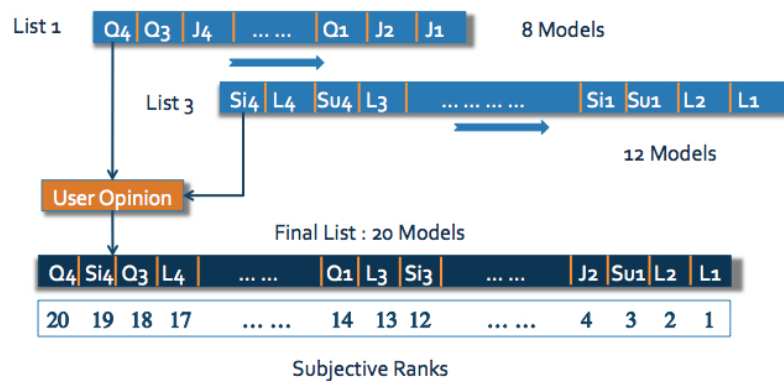 List 1 Q4 Q3 J4 ... ... Q1 J2 J1 8 Models
List 3 Si4 L4 Su4 L3 ... ... ... ... Si1 Su1 L2 L1
12 Models
User Opinion
Final List : 20 Models
Q4 Si4 Q3 L4 ... ... Q1 L3 Si3 ... ... J2 Su1 L2 L1
20 19 18 17 ... ... 14 13 12 ... ... 4 3 2 1
Subjective Ranks